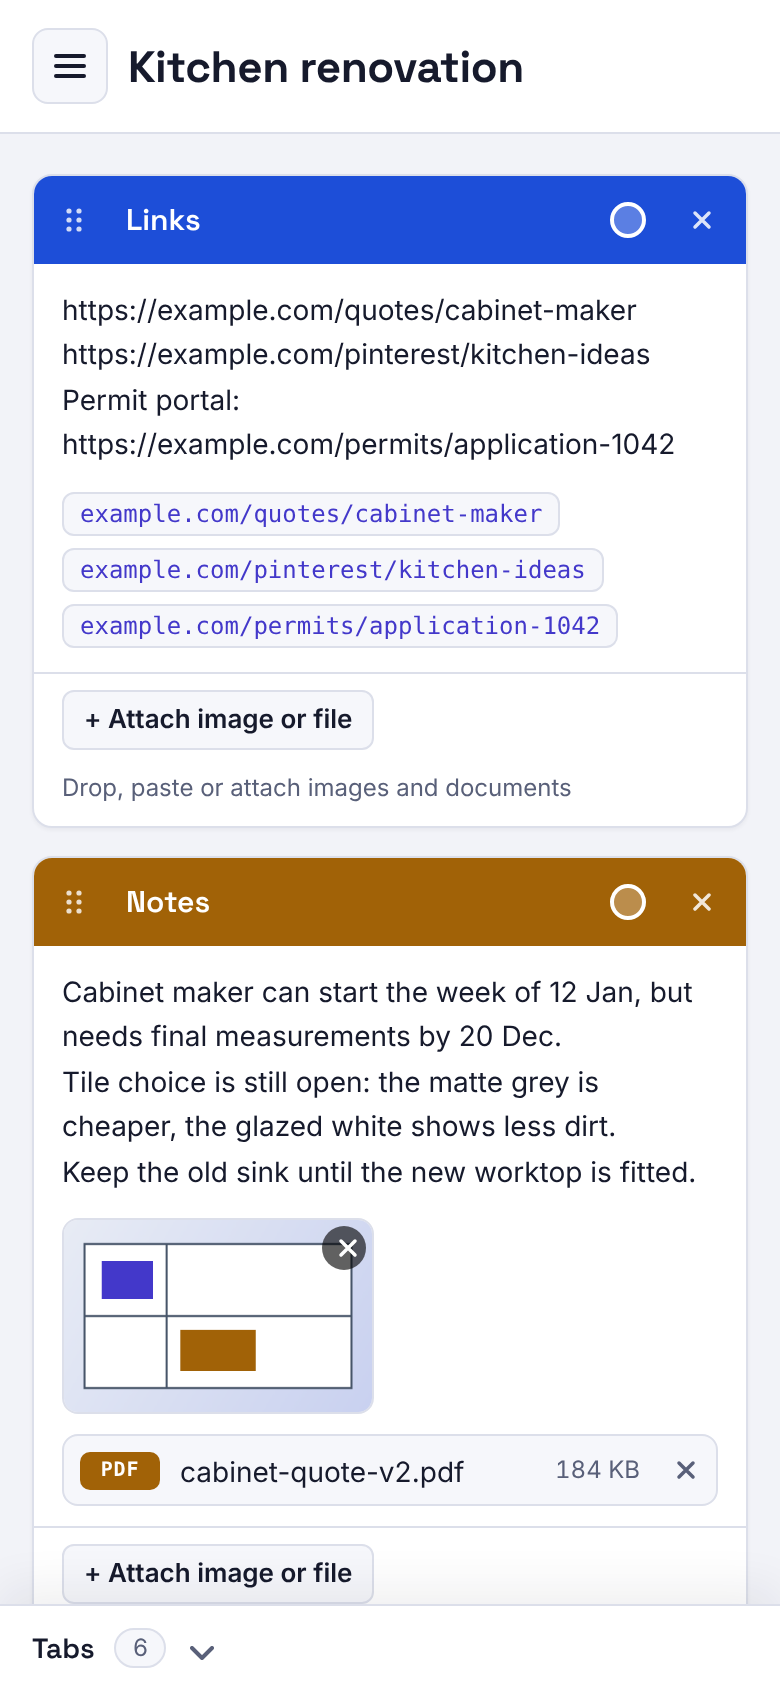 Kitchen renovation
Links
https://example.com/quotes/cabinet-maker
https://example.com/pinterest/kitchen-ideas
Permit portal:
https://example.com/permits/application-1042
example.com/quotes/cabinet-maker
example.com/pinterest/kitchen-ideas
example.com/permits/application-1042
+ Attach image or file
Drop, paste or attach images and documents
Notes
Cabinet maker can start the week of 12 Jan, but
needs final measurements by 20 Dec.
Tile choice is still open: the matte grey is
cheaper, the glazed white shows less dirt.
Keep the old sink until the new worktop is fitted.
PDF cabinet-quote-v2.pdf 184 KB
+ Attach image or file
Tabs 6